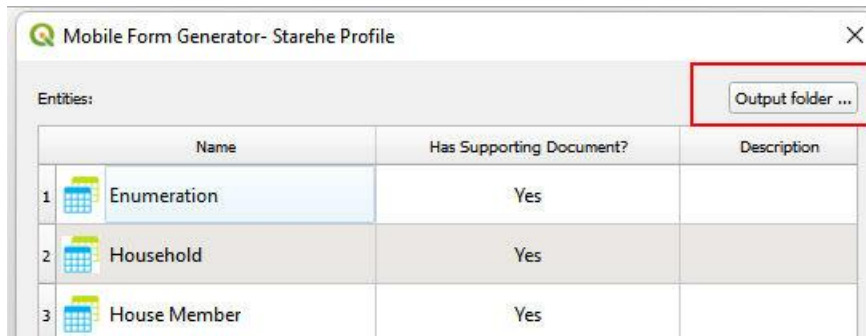 Mobile Form Generator- Starehe Profile
Entities:
Output folder ...
Name Has Supporting Document? Description
1 Enumeration Yes
2 Household Yes
3 House Member Yes